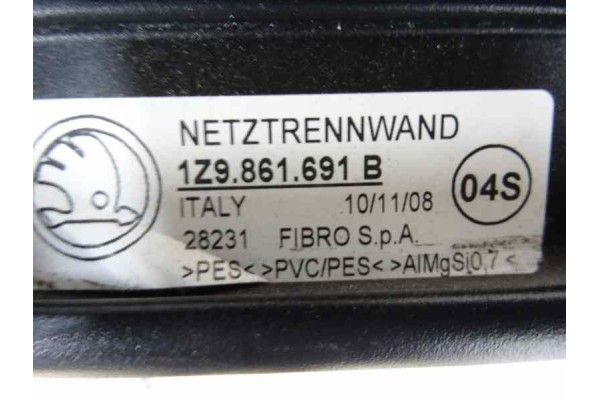 NETZTRENNWAND
1Z9.861.691 B
ITALY 10/11/08 04S
28231 FIBRO S.p.A.
>PES< >PVC/PES< >AlMgSi0,7<